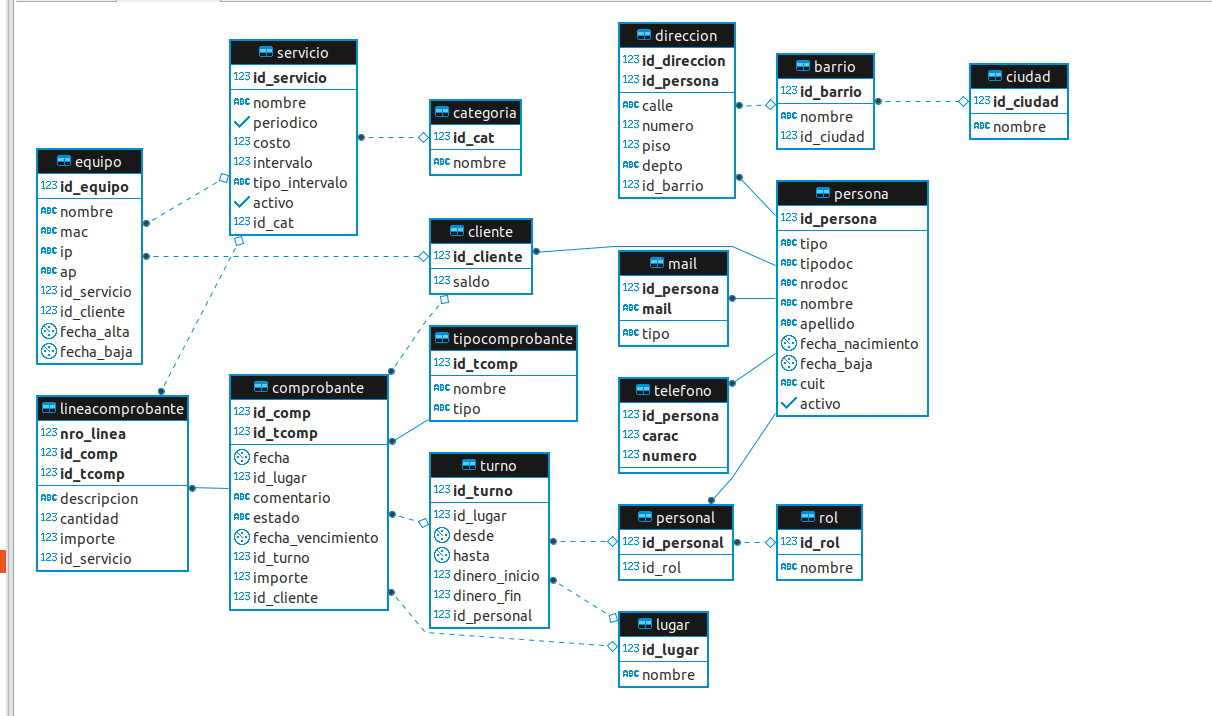 servicio
123 id_servicio
ABC nombre
periodico
123 costo
123 intervalo
ABC tipo_intervalo
activo
123 id_cat
categoria
123 id_cat
ABC nombre
equipo
123 id_equipo
ABC nombre
ABC mac
ABC ip
ABC ap
123 id_servicio
123 id_cliente
fecha_alta
fecha_baja
cliente
123 id_cliente
123 saldo
tipocomprobante
123 id_tcomp
ABC nombre
ABC tipo
lineacomprobante
123 nro_linea
123 id_comp
123 id_tcomp
ABC descripcion
123 cantidad
123 importe
123 id_servicio
comprobante
123 id_comp
123 id_tcomp
fecha
123 id_lugar
ABC comentario
ABC estado
fecha_vencimiento
123 id_turno
123 importe
123 id_cliente
turno
123 id_turno
123 id_lugar
desde
hasta
123 dinero_inicio
123 dinero_fin
123 id_personal
direccion
123 id_direccion
123 id_persona
ABC calle
123 numero
123 piso
ABC depto
123 id_barrio
barrio
123 id_barrio
ABC nombre
123 id_ciudad
ciudad
123 id_ciudad
ABC nombre
persona
123 id_persona
ABC tipo
ABC tipodoc
ABC nrodoc
ABC nombre
ABC apellido
fecha_nacimiento
fecha_baja
ABC cuit
activo
mail
123 id_persona
ABC mail
ABC tipo
telefono
123 id_persona
123 carac
123 numero
personal
123 id_personal
123 id_rol
rol
123 id_rol
ABC nombre
lugar
123 id_lugar
ABC nombre